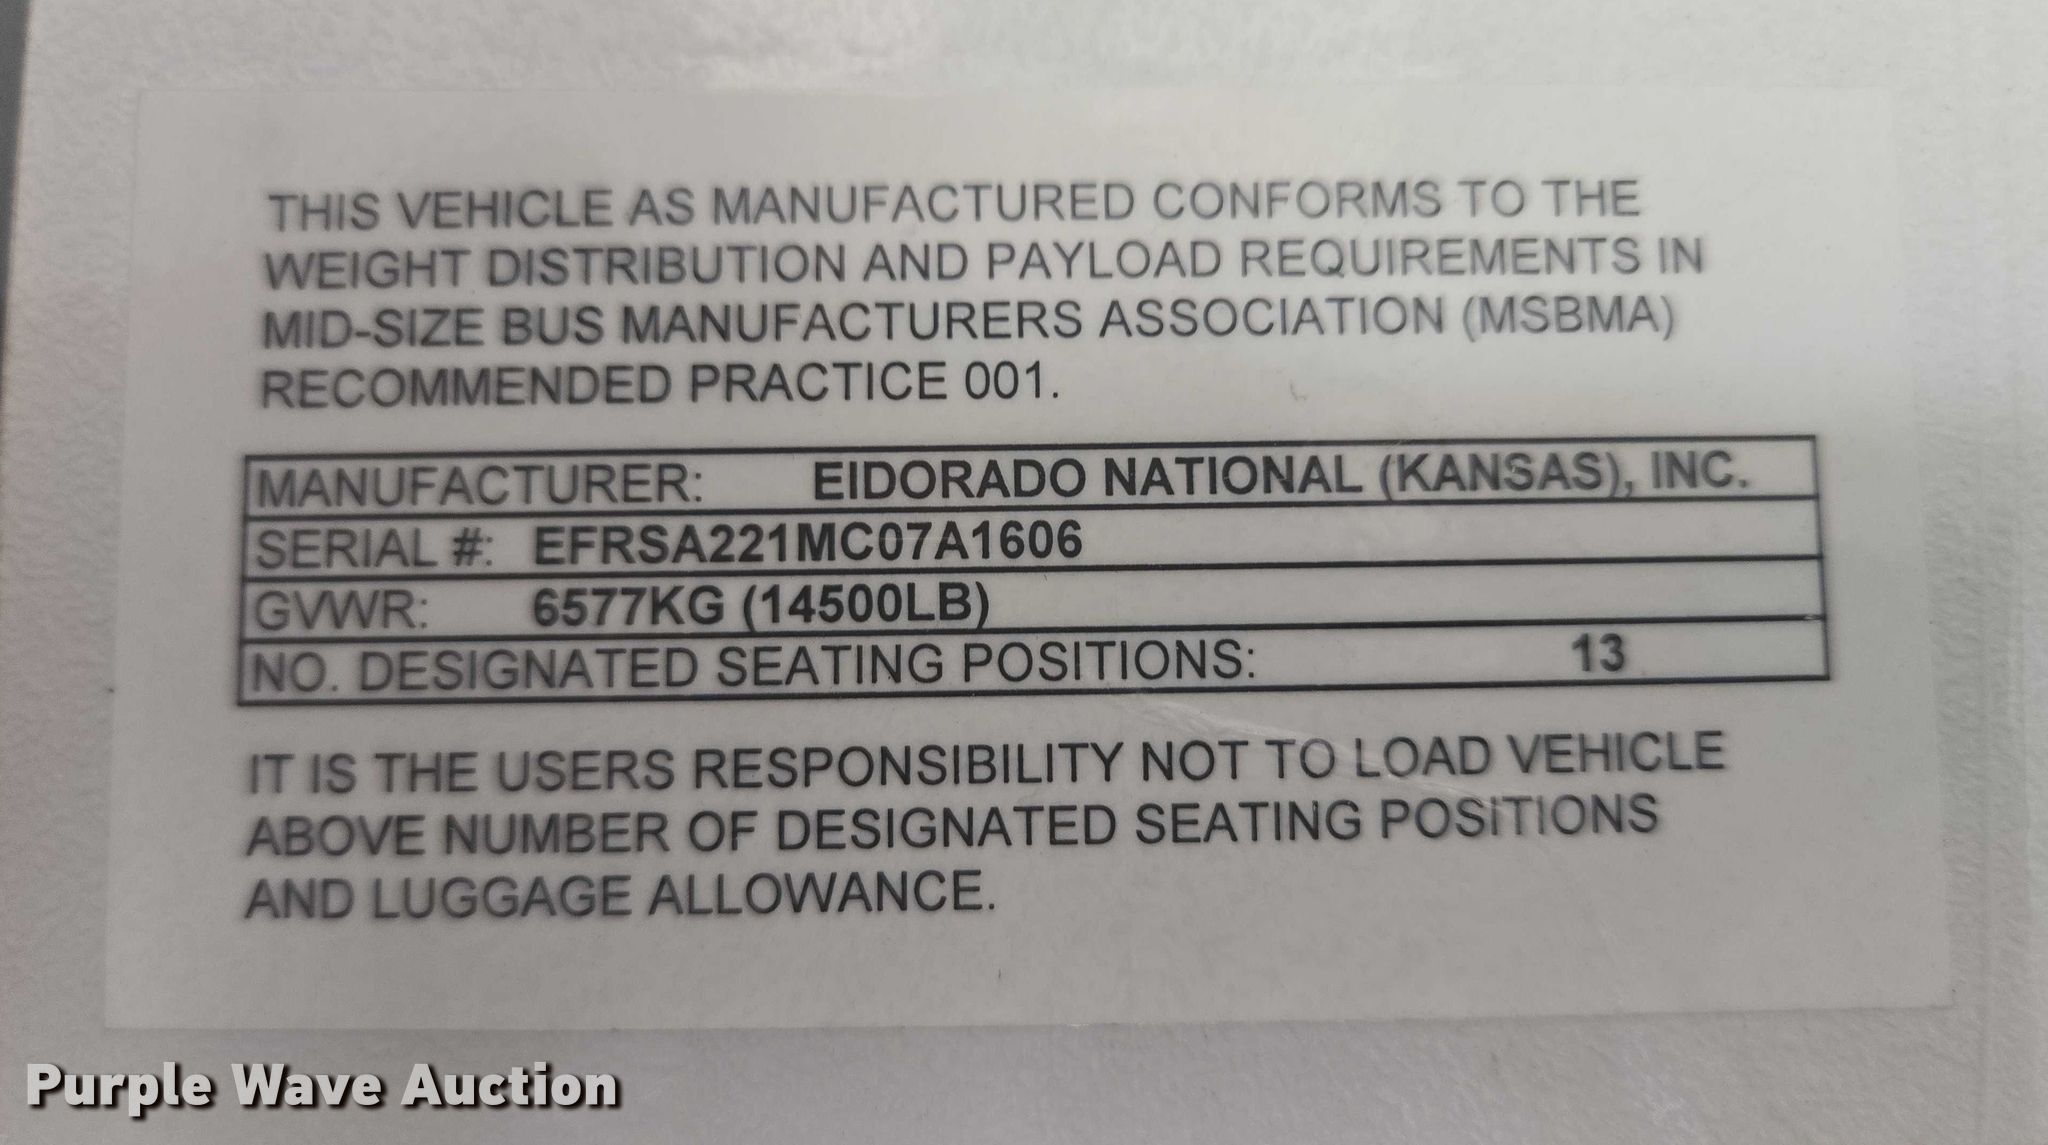 THIS VEHICLE AS MANUFACTURED CONFORMS TO THE
WEIGHT DISTRIBUTION AND PAYLOAD REQUIREMENTS IN
MID-SIZE BUS MANUFACTURERS ASSOCIATION (MSBMA)
RECOMMENDED PRACTICE 001.
MANUFACTURER: EIDORADO NATIONAL (KANSAS), INC.
SERIAL #: EFRSA221MC07A1606
GVWR: 6577KG (14500LB)
NO. DESIGNATED SEATING POSITIONS: 13
IT IS THE USERS RESPONSIBILITY NOT TO LOAD VEHICLE
ABOVE NUMBER OF DESIGNATED SEATING POSITIONS
AND LUGGAGE ALLOWANCE.
Purple Wave Auction